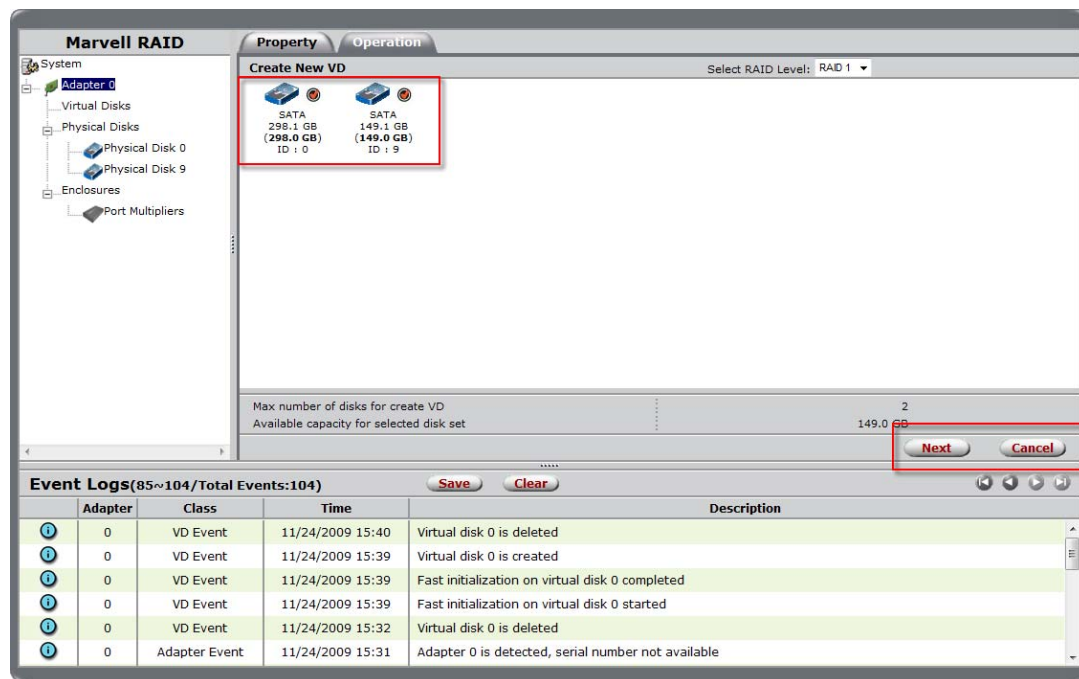 Marvell RAID
System
Adapter 0
Virtual Disks
Physical Disks
Physical Disk 0
Physical Disk 9
Enclosures
Port Multipliers
Property Operation
Create New VD Select RAID Level: RAID 1
SATA SATA
298.1 GB 149.1 GB
(298.0 GB) (149.0 GB)
ID : 0 ID : 9
Max number of disks for create VD 2
Available capacity for selected disk set 149.0 GB
Next Cancel
Event Logs(85~104/Total Events:104) Save Clear
Adapter Class Time Description
0 VD Event 11/24/2009 15:40 Virtual disk 0 is deleted
0 VD Event 11/24/2009 15:39 Virtual disk 0 is created
0 VD Event 11/24/2009 15:39 Fast initialization on virtual disk 0 completed
0 VD Event 11/24/2009 15:39 Fast initialization on virtual disk 0 started
0 VD Event 11/24/2009 15:32 Virtual disk 0 is deleted
0 Adapter Event 11/24/2009 15:31 Adapter 0 is detected, serial number not available